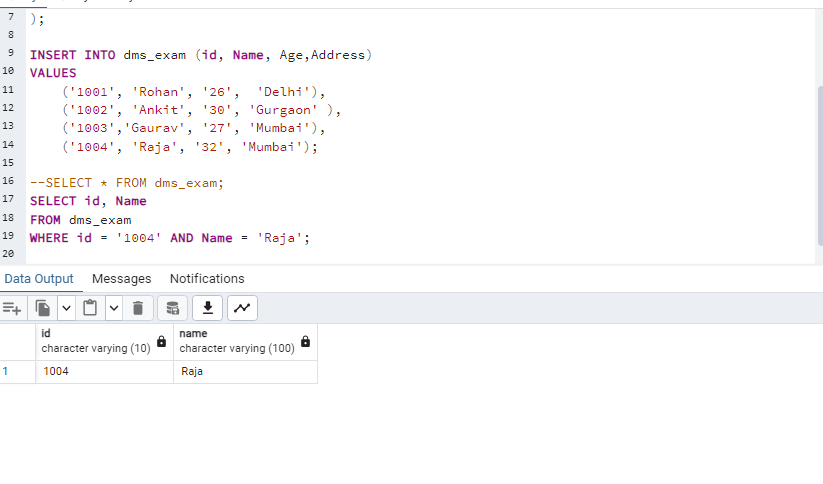 7 );
8
9 INSERT INTO dms_exam (id, Name, Age,Address)
10 VALUES
11 ('1001', 'Rohan', '26',  'Delhi'),
12 ('1002', 'Ankit', '30', 'Gurgaon' ),
13 ('1003','Gaurav', '27', 'Mumbai'),
14 ('1004', 'Raja', '32', 'Mumbai');
15
16 --SELECT * FROM dms_exam;
17 SELECT id, Name
18 FROM dms_exam
19 WHERE id = '1004' AND Name = 'Raja';
20
Data Output Messages Notifications
id name
character varying (10) character varying (100)
1 1004 Raja